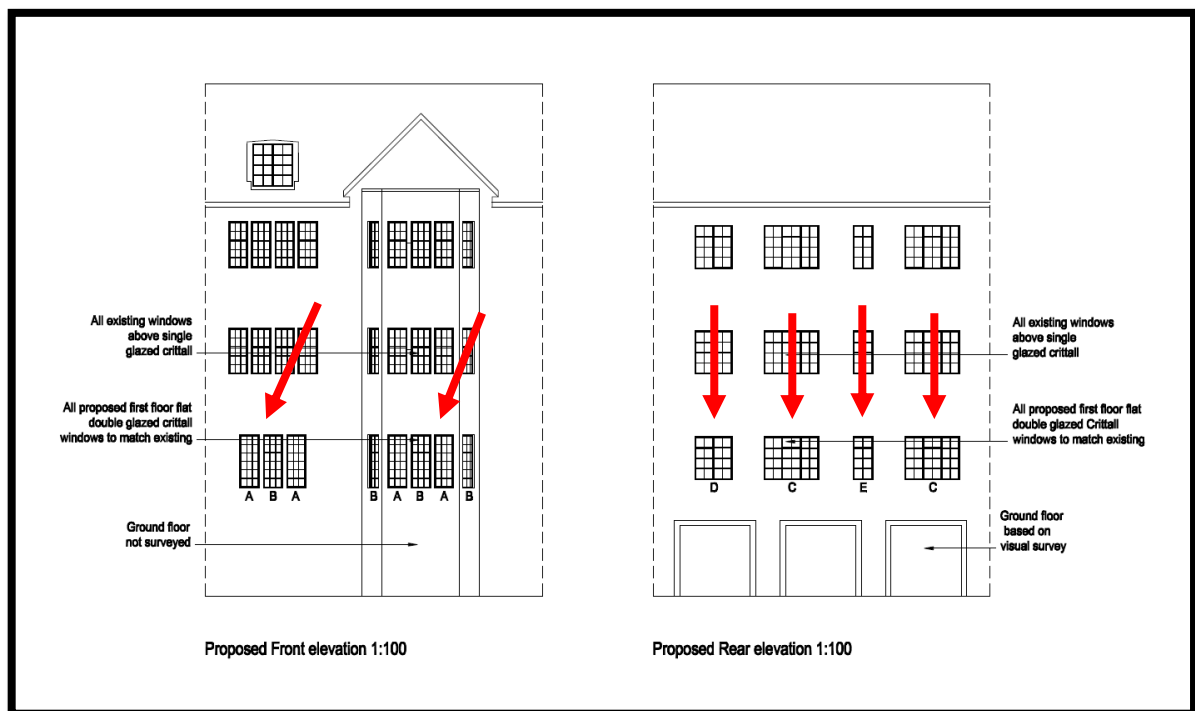 All existing windows
above single
glazed crittall
All proposed first floor flat
double glazed crittall
windows to match existing
A B A
B A B A B
Ground floor
not surveyed
Proposed Front elevation 1:100
All existing windows
above single
glazed crittall
All proposed first floor flat
double glazed Crittall
windows to match existing
D C E C
Ground floor
based on
visual survey
Proposed Rear elevation 1:100